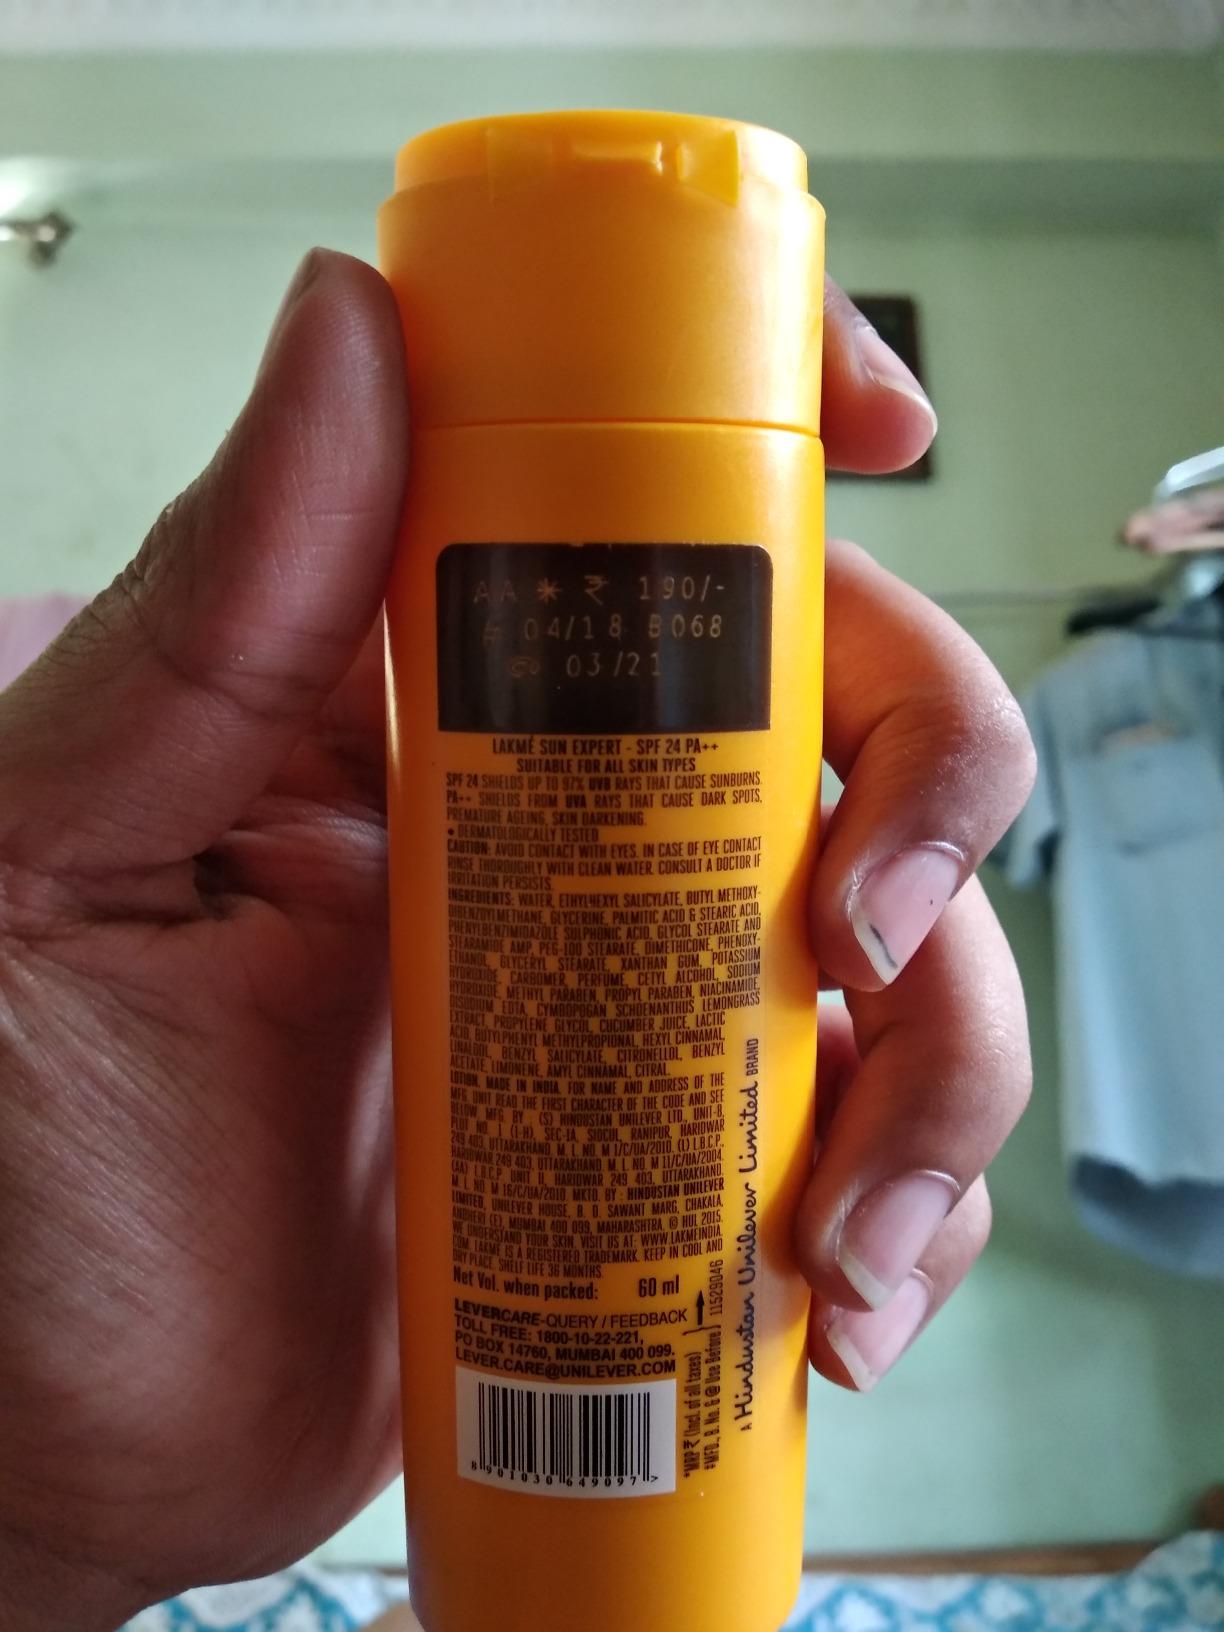 AA * ₹ 190/-
# 04/18 B068
@ 03/21
LAKMÉ SUN EXPERT - SPF 24 PA++
SUITABLE FOR ALL SKIN TYPES
SPF 24 SHIELDS UP TO 97% UVB RAYS THAT CAUSE SUNBURNS.
PA++ SHIELDS FROM UVA RAYS THAT CAUSE DARK SPOTS,
PREMATURE AGEING, SKIN DARKENING.
• DERMATOLOGICALLY TESTED
CAUTION: AVOID CONTACT WITH EYES. IN CASE OF EYE CONTACT
RINSE THOROUGHLY WITH CLEAN WATER. CONSULT A DOCTOR IF
IRRITATION PERSISTS.
INGREDIENTS: WATER, ETHYLHEXYL SALICYLATE, BUTYL METHOXY-
DIBENZOYLMETHANE, GLYCERINE, PALMITIC ACID & STEARIC ACID,
PHENYLBENZIMIDAZOLE SULPHONIC ACID, GLYCOL STEARATE AND
STEARAMIDE AMP, PEG-100 STEARATE, DIMETHICONE, PHENOXY-
ETHANOL, GLYCERYL STEARATE, XANTHAN GUM, POTASSIUM
HYDROXIDE, CARBOMER, PERFUME, CETYL ALCOHOL, SODIUM
HYDROXIDE, METHYL PARABEN, PROPYL PARABEN, NIACINAMIDE,
DISODIUM EDTA, CYMBOPOGAN SCHOENANTHUS LEMONGRASS
EXTRACT, PROPYLENE GLYCOL, CUCUMBER JUICE, LACTIC
ACID, BUTYLPHENYL METHYLPROPIONAL, HEXYL CINNAMAL,
LINALOOL, BENZYL SALICYLATE, CITRONELLOL, BENZYL
ACETATE, LIMONENE, AMYL CINNAMAL, CITRAL.
LOTION. MADE IN INDIA. FOR NAME AND ADDRESS OF THE
MFG. UNIT READ THE FIRST CHARACTER OF THE CODE AND SEE
BELOW. MFG. BY : (S) HINDUSTAN UNILEVER LTD., UNIT-II,
PLOT NO. 1 (1-H), SEC-1A, SIDCUL, RANIPUR, HARIDWAR
249 403, UTTARAKHAND. M. L. NO. M 1/C/UA/2010. (L) I.B.C.P.,
HARIDWAR 249 403, UTTARAKHAND. M. L. NO. M 11/C/UA/2004.
(AA) I.B.C.P. UNIT II, HARIDWAR 249 403, UTTARAKHAND.
M. L. NO. M 16/C/UA/2010. MKTD. BY : HINDUSTAN UNILEVER
LIMITED, UNILEVER HOUSE, B. D. SAWANT MARG, CHAKALA,
ANDHERI (E), MUMBAI 400 099, MAHARASHTRA. © HUL 2015.
WE UNDERSTAND YOUR SKIN. VISIT US AT: WWW.LAKMEINDIA.
COM. LAKMÉ IS A REGISTERED TRADEMARK. KEEP IN COOL AND
DRY PLACE. SHELF LIFE 36 MONTHS.
Net Vol. when packed: 60 ml
LEVERCARE-QUERY / FEEDBACK
TOLL FREE: 1800-10-22-221,
PO BOX 14760, MUMBAI 400 099.
LEVER.CARE@UNILEVER.COM
8 901030 649097 >
*MRP ₹ (Incl. of all taxes)
#MFD., B. No. & @ Use Before
11529046
A Hindustan Unilever Limited BRAND